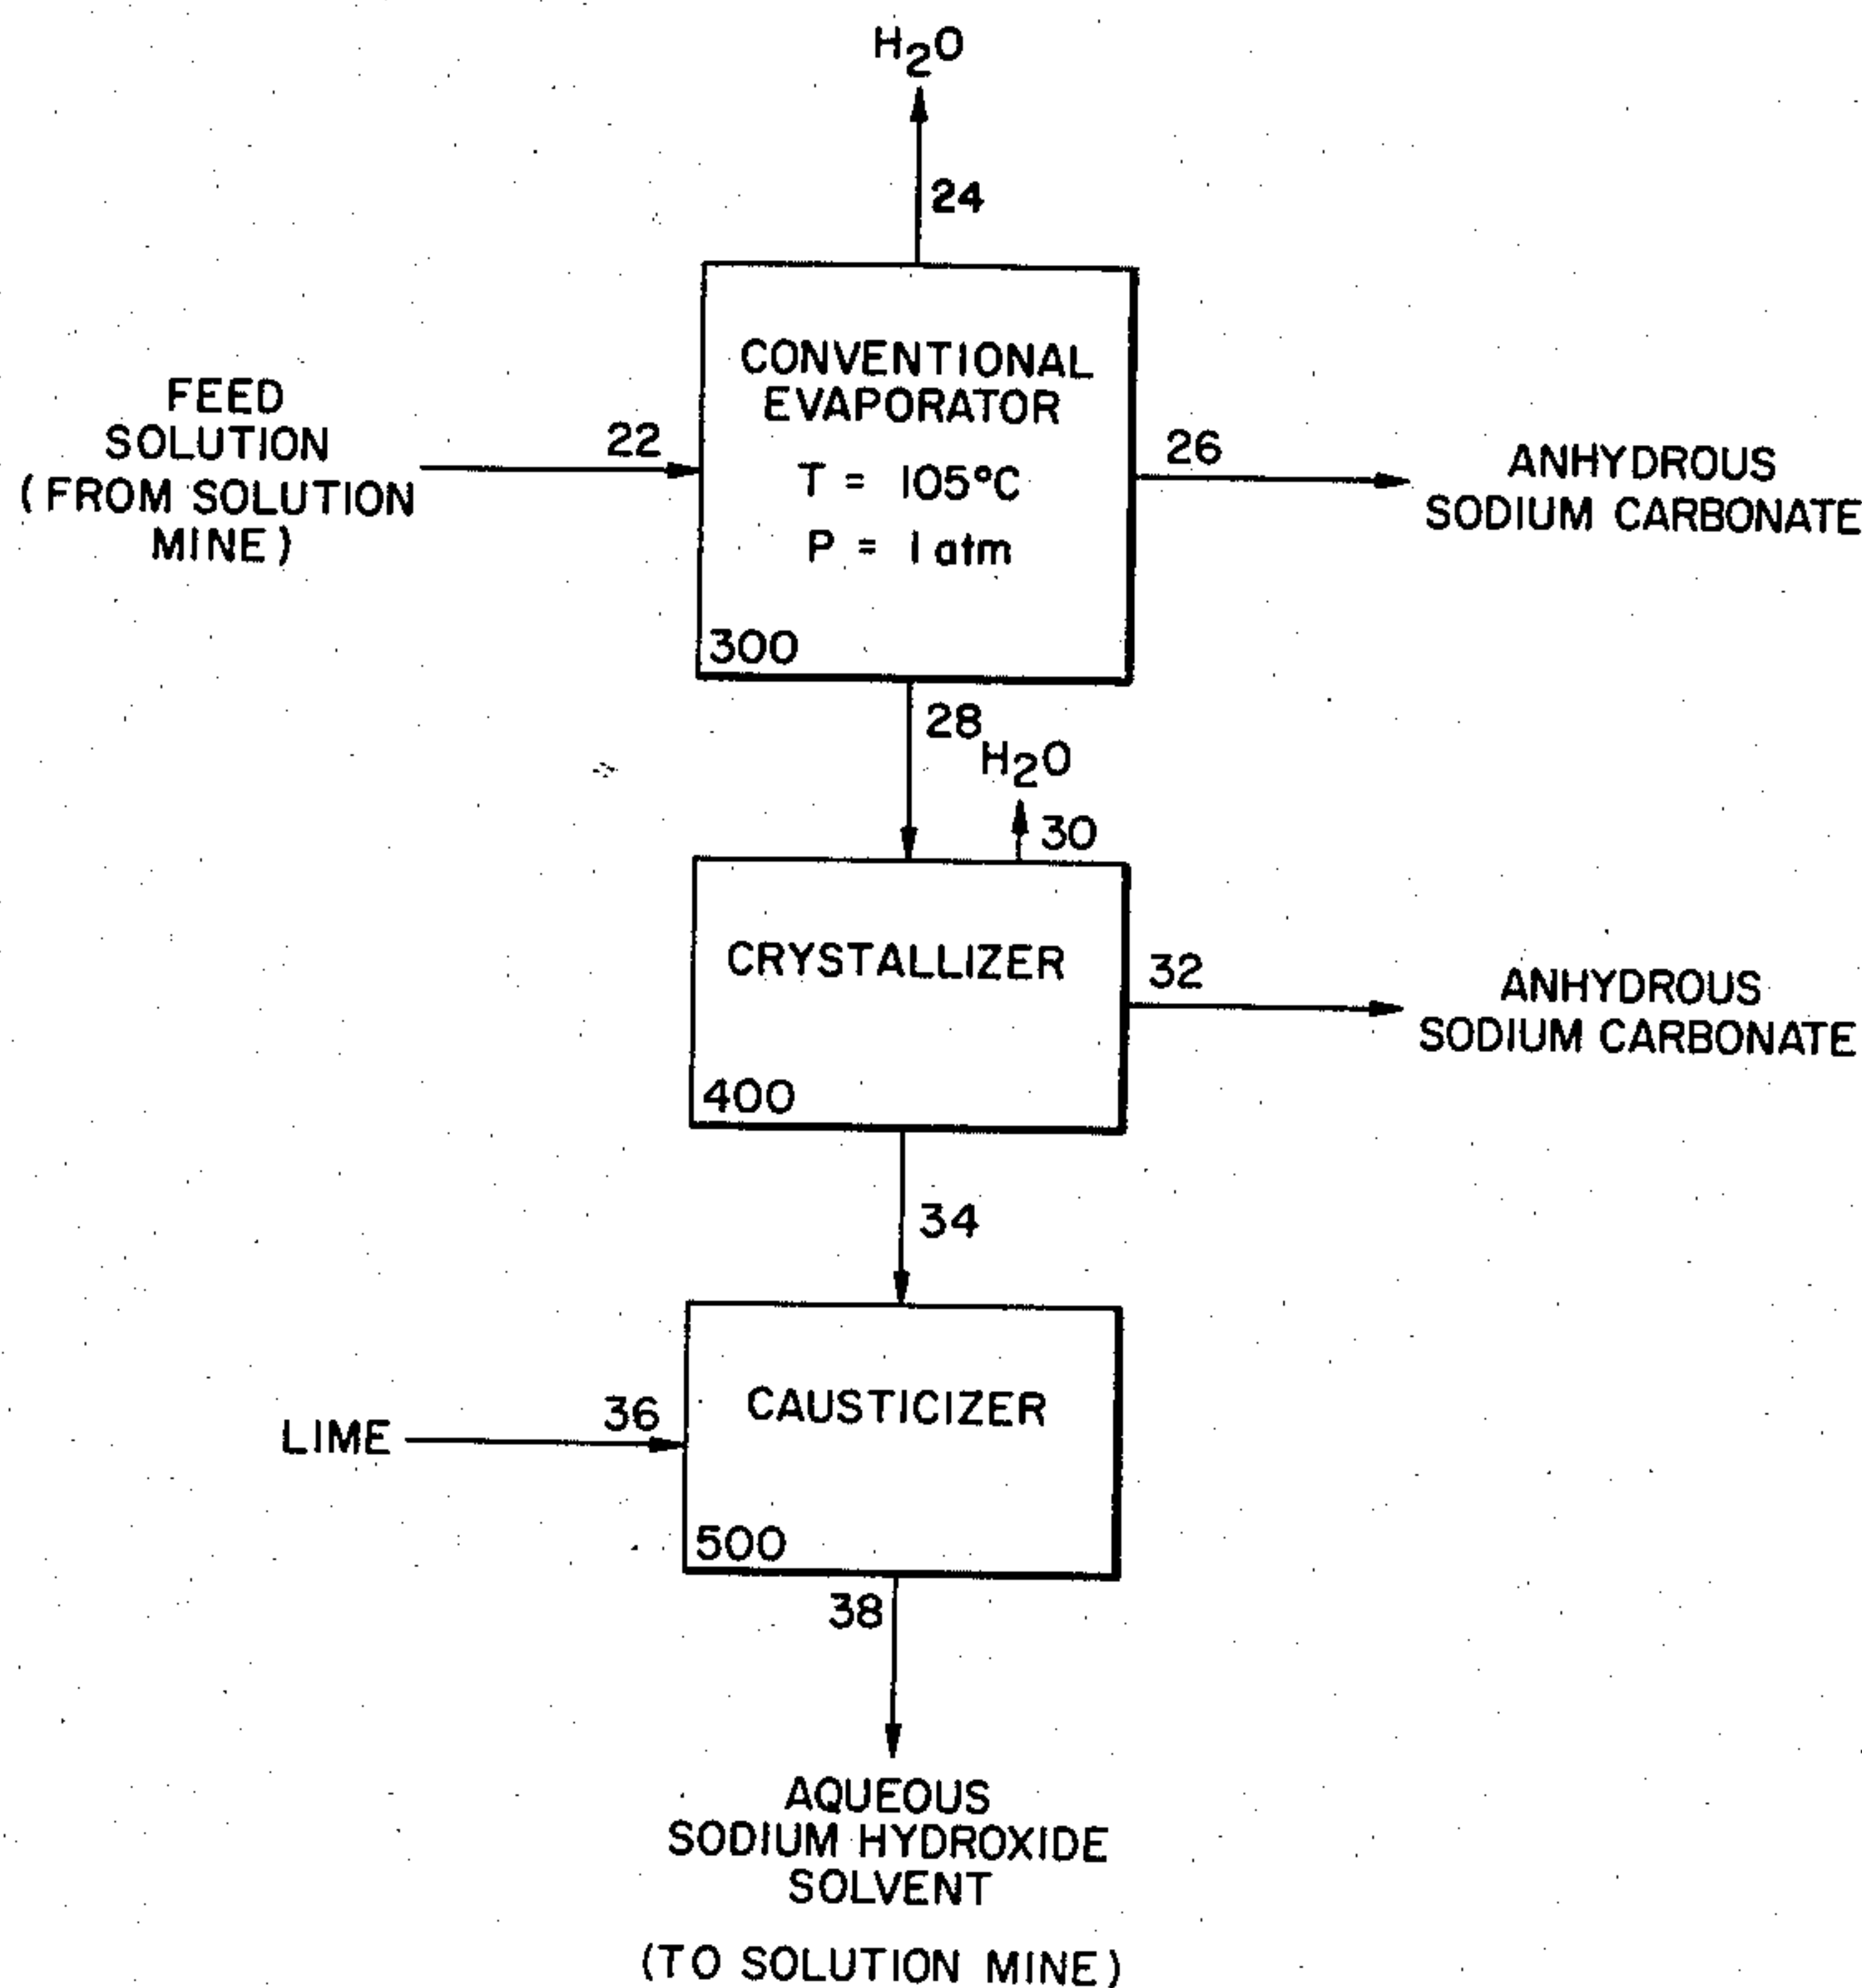 H2O
24
CONVENTIONAL
EVAPORATOR
T = 105°C
P = 1 atm
300
FEED
SOLUTION
(FROM SOLUTION
MINE)
22
26
ANHYDROUS
SODIUM CARBONATE
28
H2O
30
CRYSTALLIZER
400
32
ANHYDROUS
SODIUM CARBONATE
34
LIME
36
CAUSTICIZER
500
38
AQUEOUS
SODIUM HYDROXIDE
SOLVENT
(TO SOLUTION MINE)